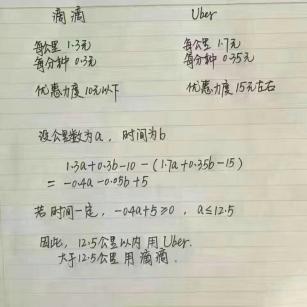 滴滴 Uber
每公里 1.3元 每公里 1.7元
每分钟 0.3元 每分钟 0.35元
优惠力度 10元以下 优惠力度 15元左右
设公里数为a, 时间为b
1.3a+0.3b-10-(1.7a+0.35b-15)
= -0.4a-0.05b+5
若时间一定, -0.4a+5≥0, a≤12.5
因此, 12.5公里以内用Uber.
大于12.5公里用滴滴.